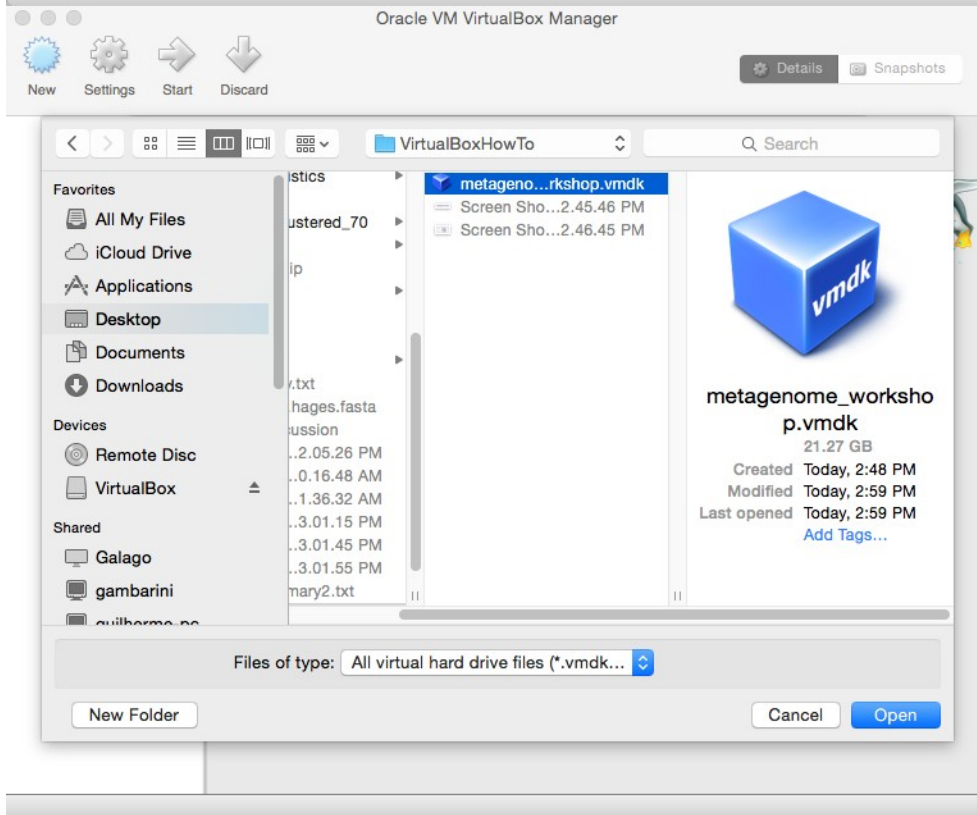 Oracle VM VirtualBox Manager
New Settings Start Discard
Details Snapshots
VirtualBoxHowTo
Search
Favorites
All My Files
iCloud Drive
Applications
Desktop
Documents
Downloads
Devices
Remote Disc
VirtualBox
Shared
Galago
gambarini
guilherme-pc
istics
ustered_70
ip
.txt
hages.fasta
ussion
..2.05.26 PM
..0.16.48 AM
..1.36.32 AM
..3.01.15 PM
..3.01.45 PM
..3.01.55 PM
mary2.txt
metageno...rkshop.vmdk
Screen Sho...2.45.46 PM
Screen Sho...2.46.45 PM
vmdk
metagenome_worksho
p.vmdk
21.27 GB
Created Today, 2:48 PM
Modified Today, 2:59 PM
Last opened Today, 2:59 PM
Add Tags...
Files of type: All virtual hard drive files (*.vmdk...
New Folder
Cancel Open